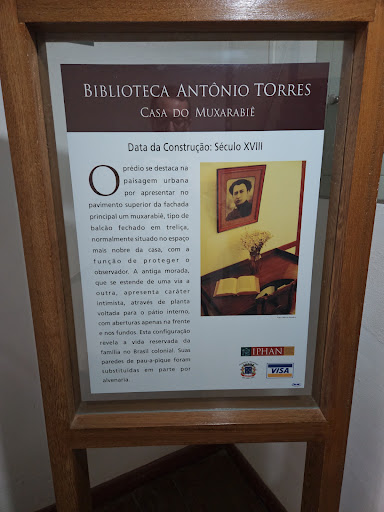 BIBLIOTECA ANTÔNIO TORRES
CASA DO MUXARABIÊ
Data da Construção: Século XVIII
O prédio se destaca na
paisagem urbana
por apresentar no
pavimento superior da fachada
principal um muxarabiê, tipo de
balcão fechado em treliça,
normalmente situado no espaço
mais nobre da casa, com a
função de proteger o
observador. A antiga morada,
que se estende de uma via a
outra, apresenta caráter
intimista, através de planta
voltada para o pátio interno,
com aberturas apenas na frente
e nos fundos. Esta configuração
revela a vida reservada da
família no Brasil colonial. Suas
paredes de pau-a-pique foram
substituídas em parte por
alvenaria.
IPHAN
VISA